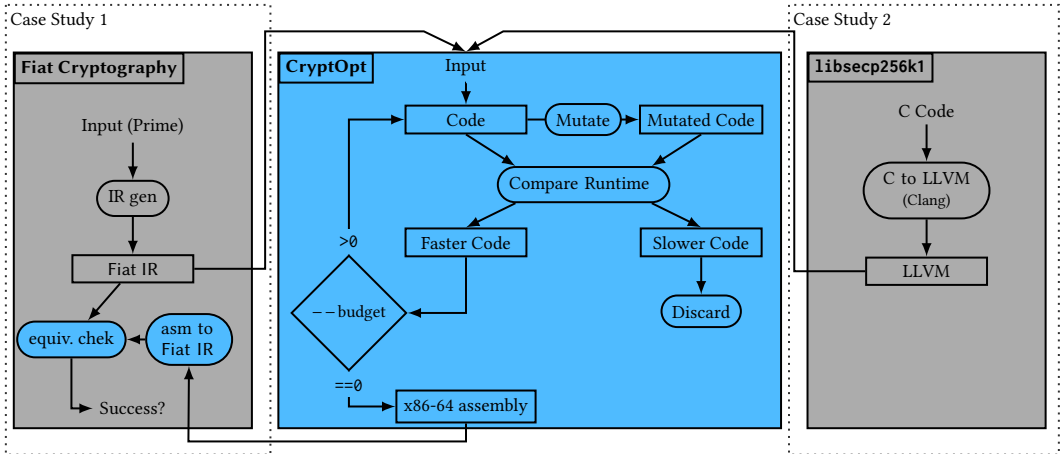 Case Study 1
Fiat Cryptography
Input (Prime)
IR gen
Fiat IR
equiv. chek
asm to
Fiat IR
Success?
CryptOpt
Input
Code
Mutate
Mutated Code
Compare Runtime
>0
Faster Code
Slower Code
--budget
Discard
==0
x86-64 assembly
Case Study 2
libsecp256k1
C Code
C to LLVM
(Clang)
LLVM